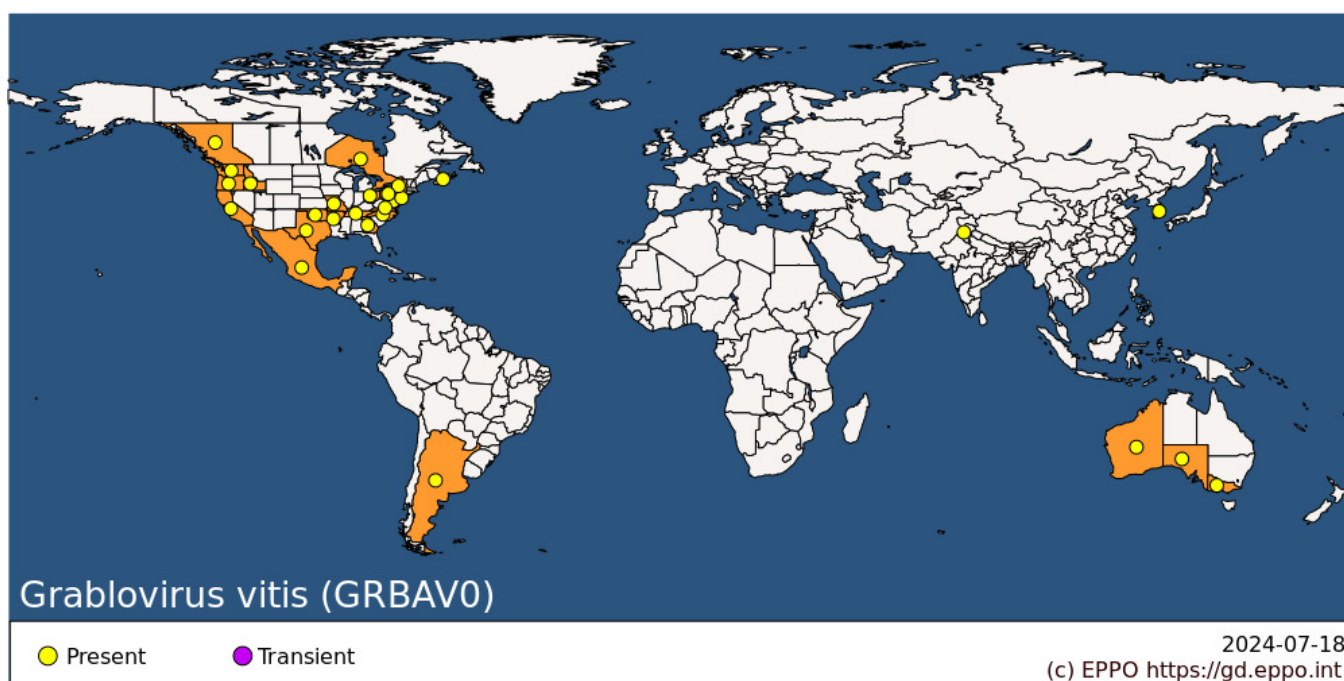 Grablovirus vitis (GRBAV0)
Present
Transient
2024-07-18
(c) EPPO https://gd.eppo.int